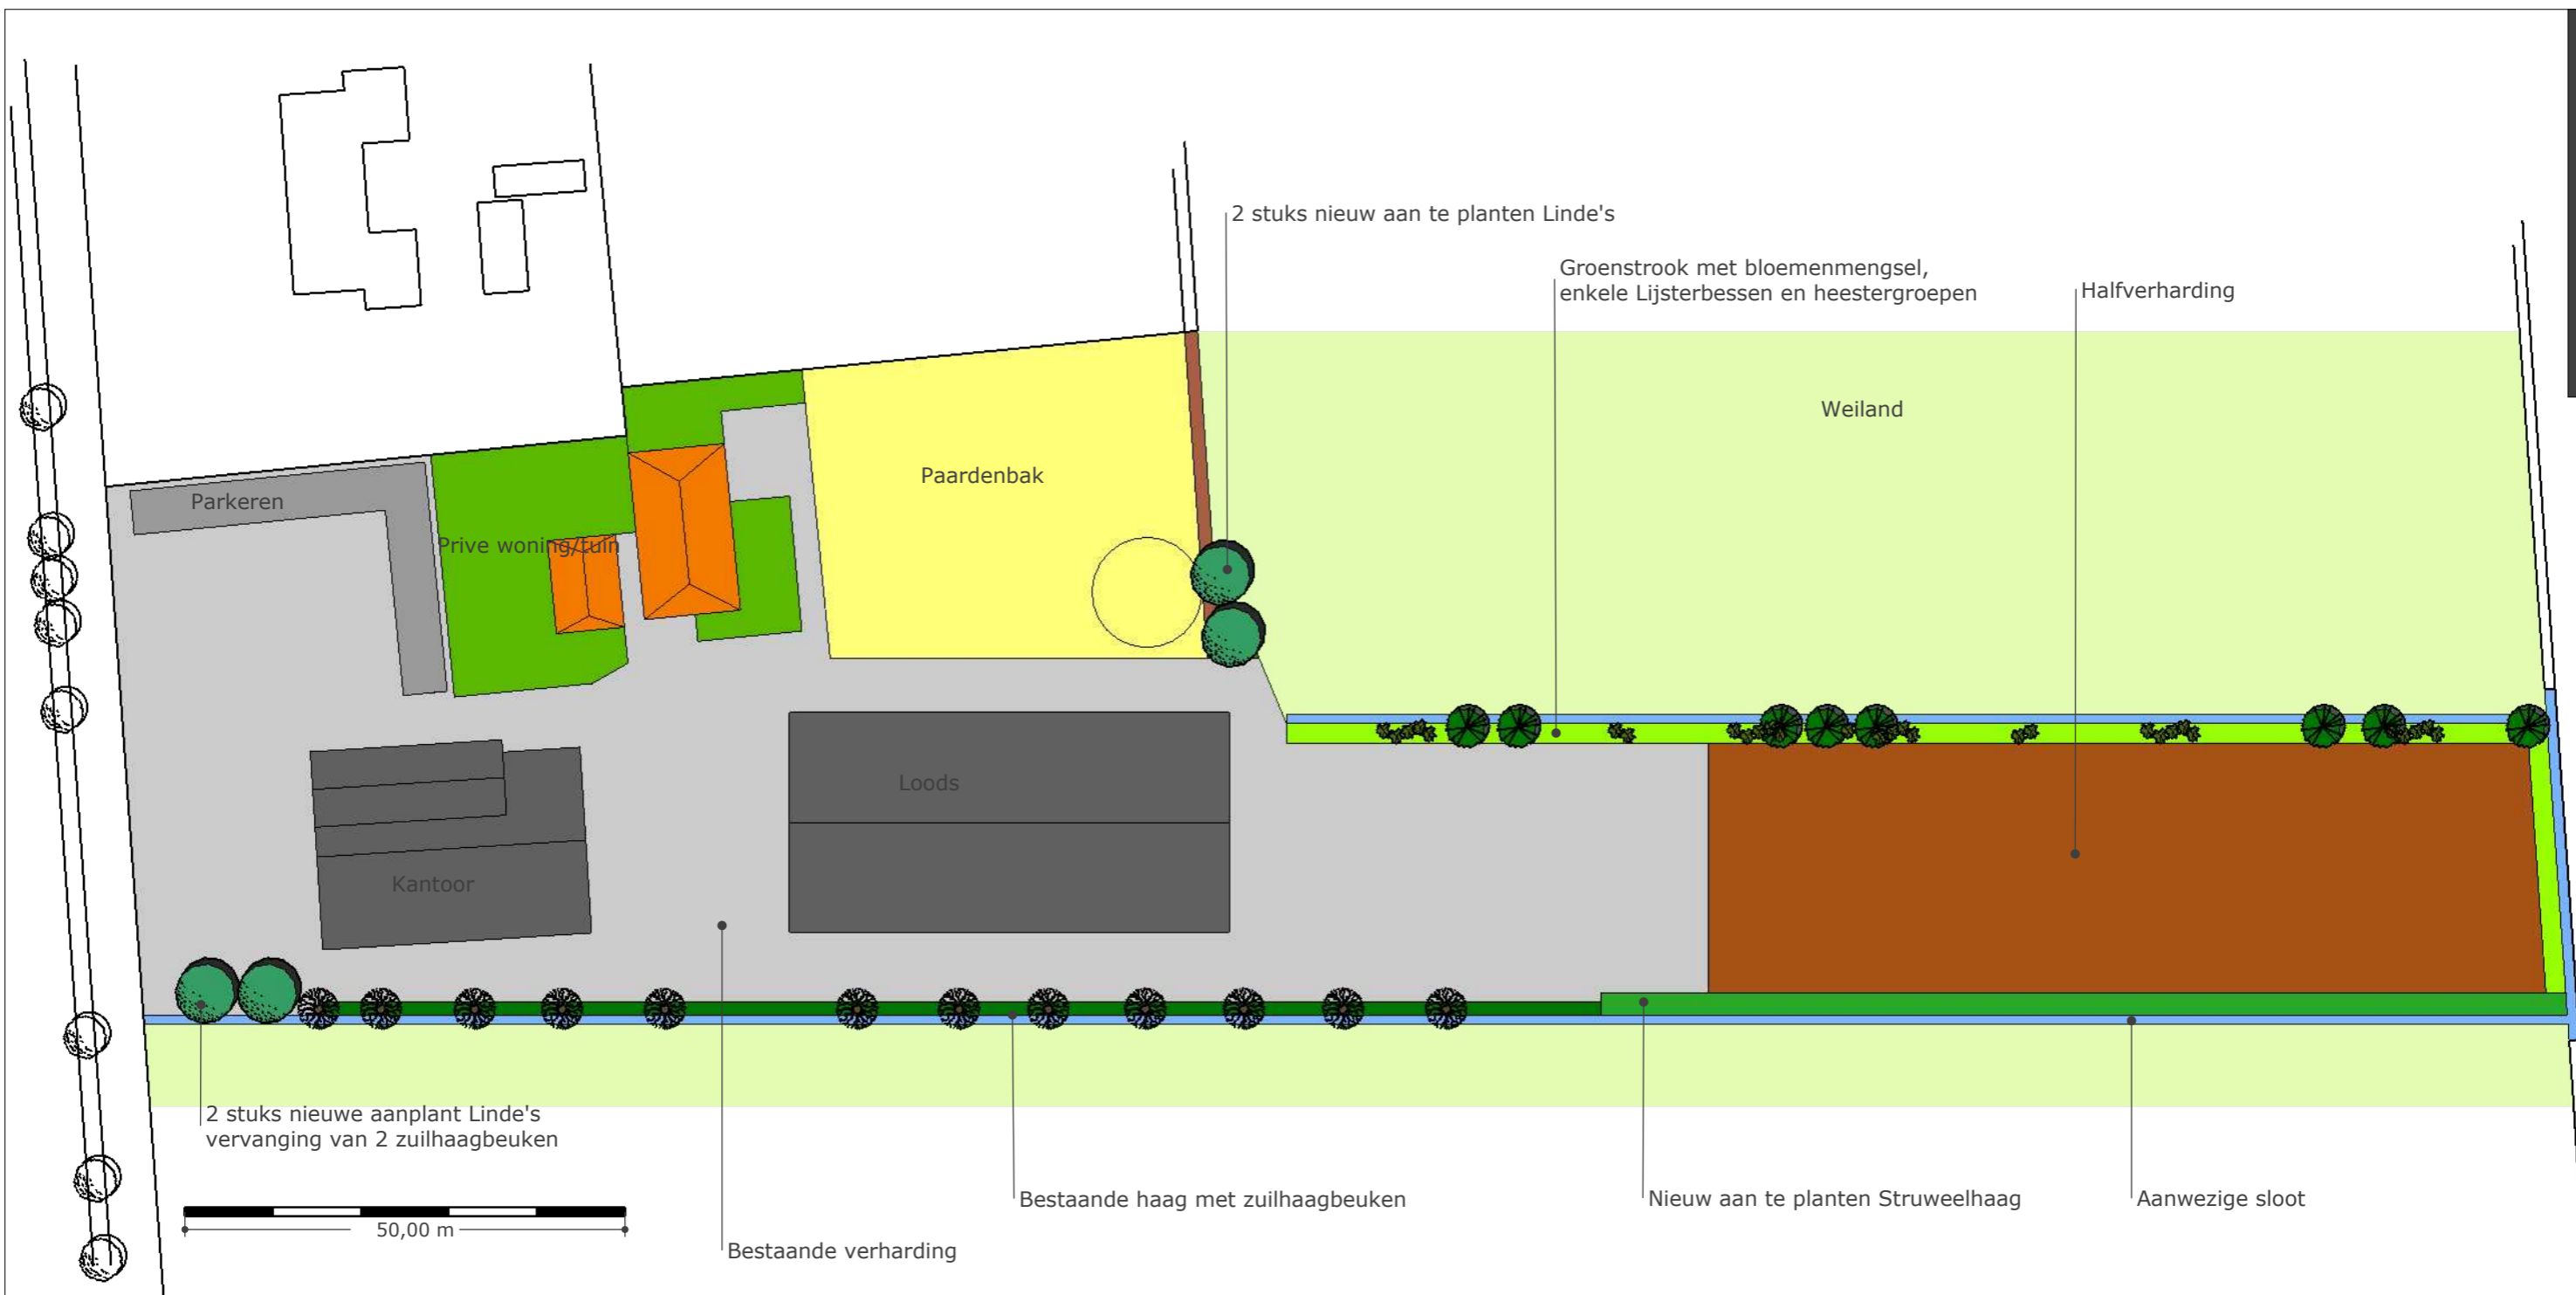 2 stuks nieuw aan te planten Linde's
Groenstrook met bloemenmengsel,
enkele Lijsterbessen en heestergroepen
Halfverharding
Weiland
Paardenbak
Parkeren
Prive woning/tuin
Loods
Kantoor
2 stuks nieuwe aanplant Linde's
vervanging van 2 zuilhaagbeuken
Bestaande haag met zuilhaagbeuken
Nieuw aan te planten Struweelhaag
Aanwezige sloot
50,00 m
Bestaande verharding